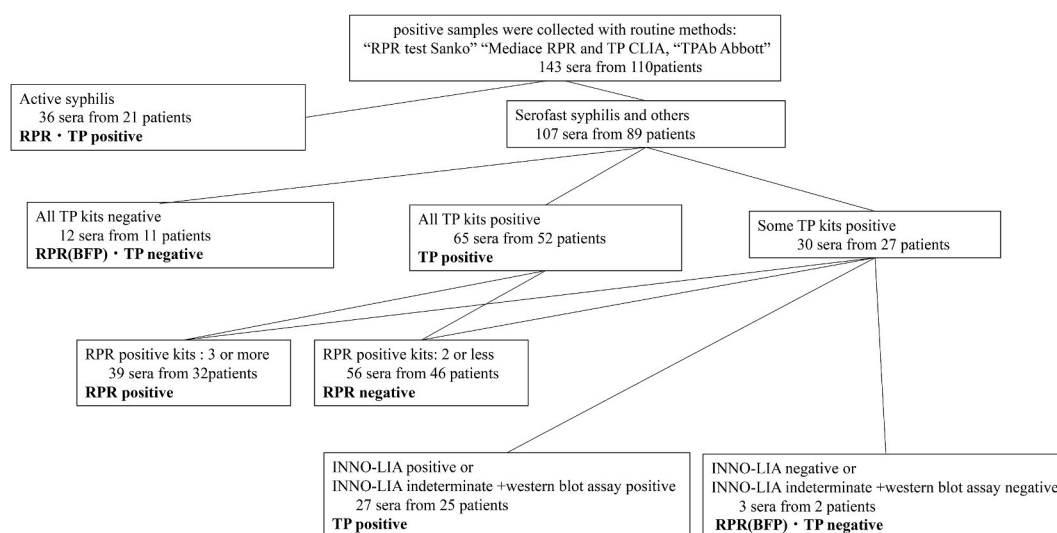 positive samples were collected with routine methods:
“RPR test Sanko” “Mediace RPR and TP CLIA, “TPAb Abbott”
143 sera from 110patients
Active syphilis
36 sera from 21 patients
RPR・TP positive
Serofast syphilis and others
107 sera from 89 patients
All TP kits negative
12 sera from 11 patients
RPR(BFP)・TP negative
All TP kits positive
65 sera from 52 patients
TP positive
Some TP kits positive
30 sera from 27 patients
RPR positive kits : 3 or more
39 sera from 32patients
RPR positive
RPR positive kits: 2 or less
56 sera from 46 patients
RPR negative
INNO-LIA positive or
INNO-LIA indeterminate +western blot assay positive
27 sera from 25 patients
TP positive
INNO-LIA negative or
INNO-LIA indeterminate +western blot assay negative
3 sera from 2 patients
RPR(BFP)・TP negative